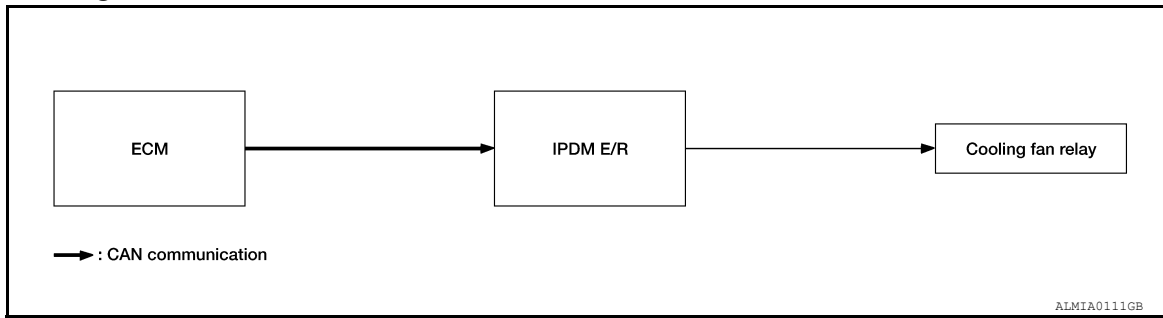 ECM
IPDM E/R
Cooling fan relay
: CAN communication
ALMIA0111GB